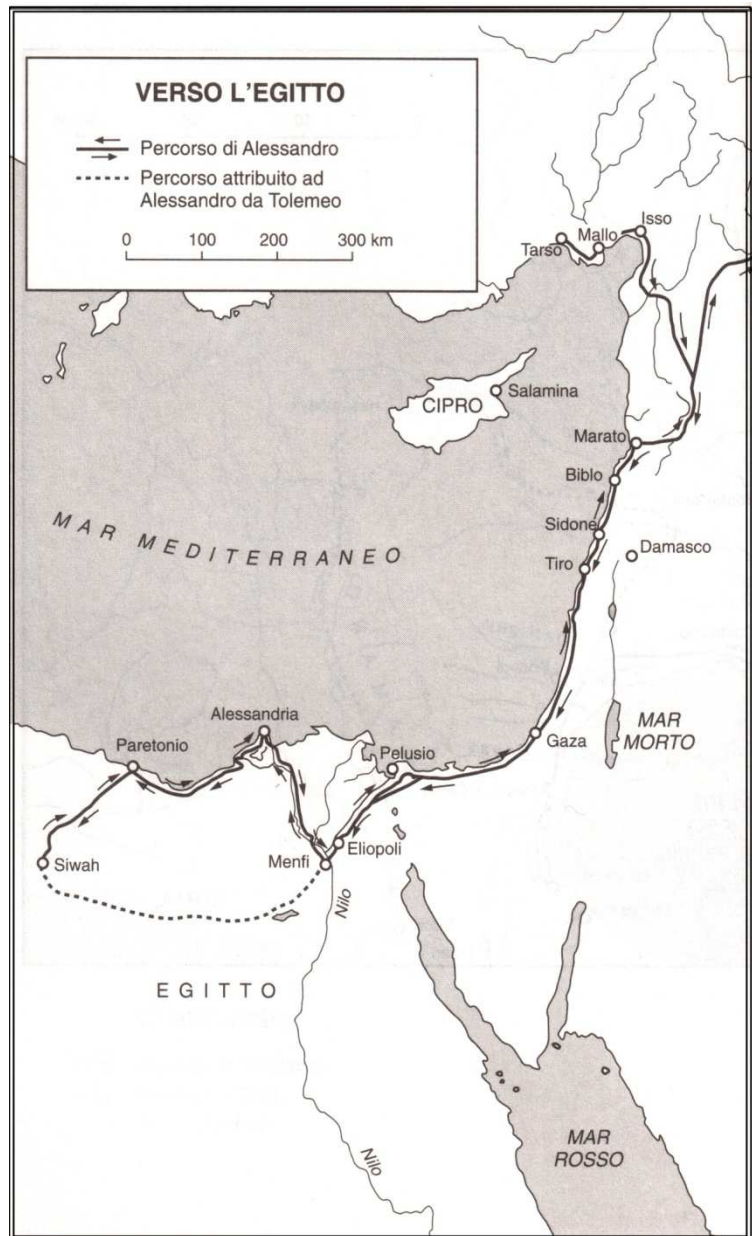 VERSO L'EGITTO
Percorso di Alessandro
Percorso attribuito ad
Alessandro da Tolemeo
0 100 200 300 km
Isso
Mallo
Tarso
Salamina
CIPRO
Marato
Biblo
MAR MEDITERRANEO
Sidone
Damasco
Tiro
Alessandria
Gaza
MAR
MORTO
Paretonio
Pelusio
Eliopoli
Siwah
Menfi
Nilo
EGITTO
MAR
ROSSO
Nilo